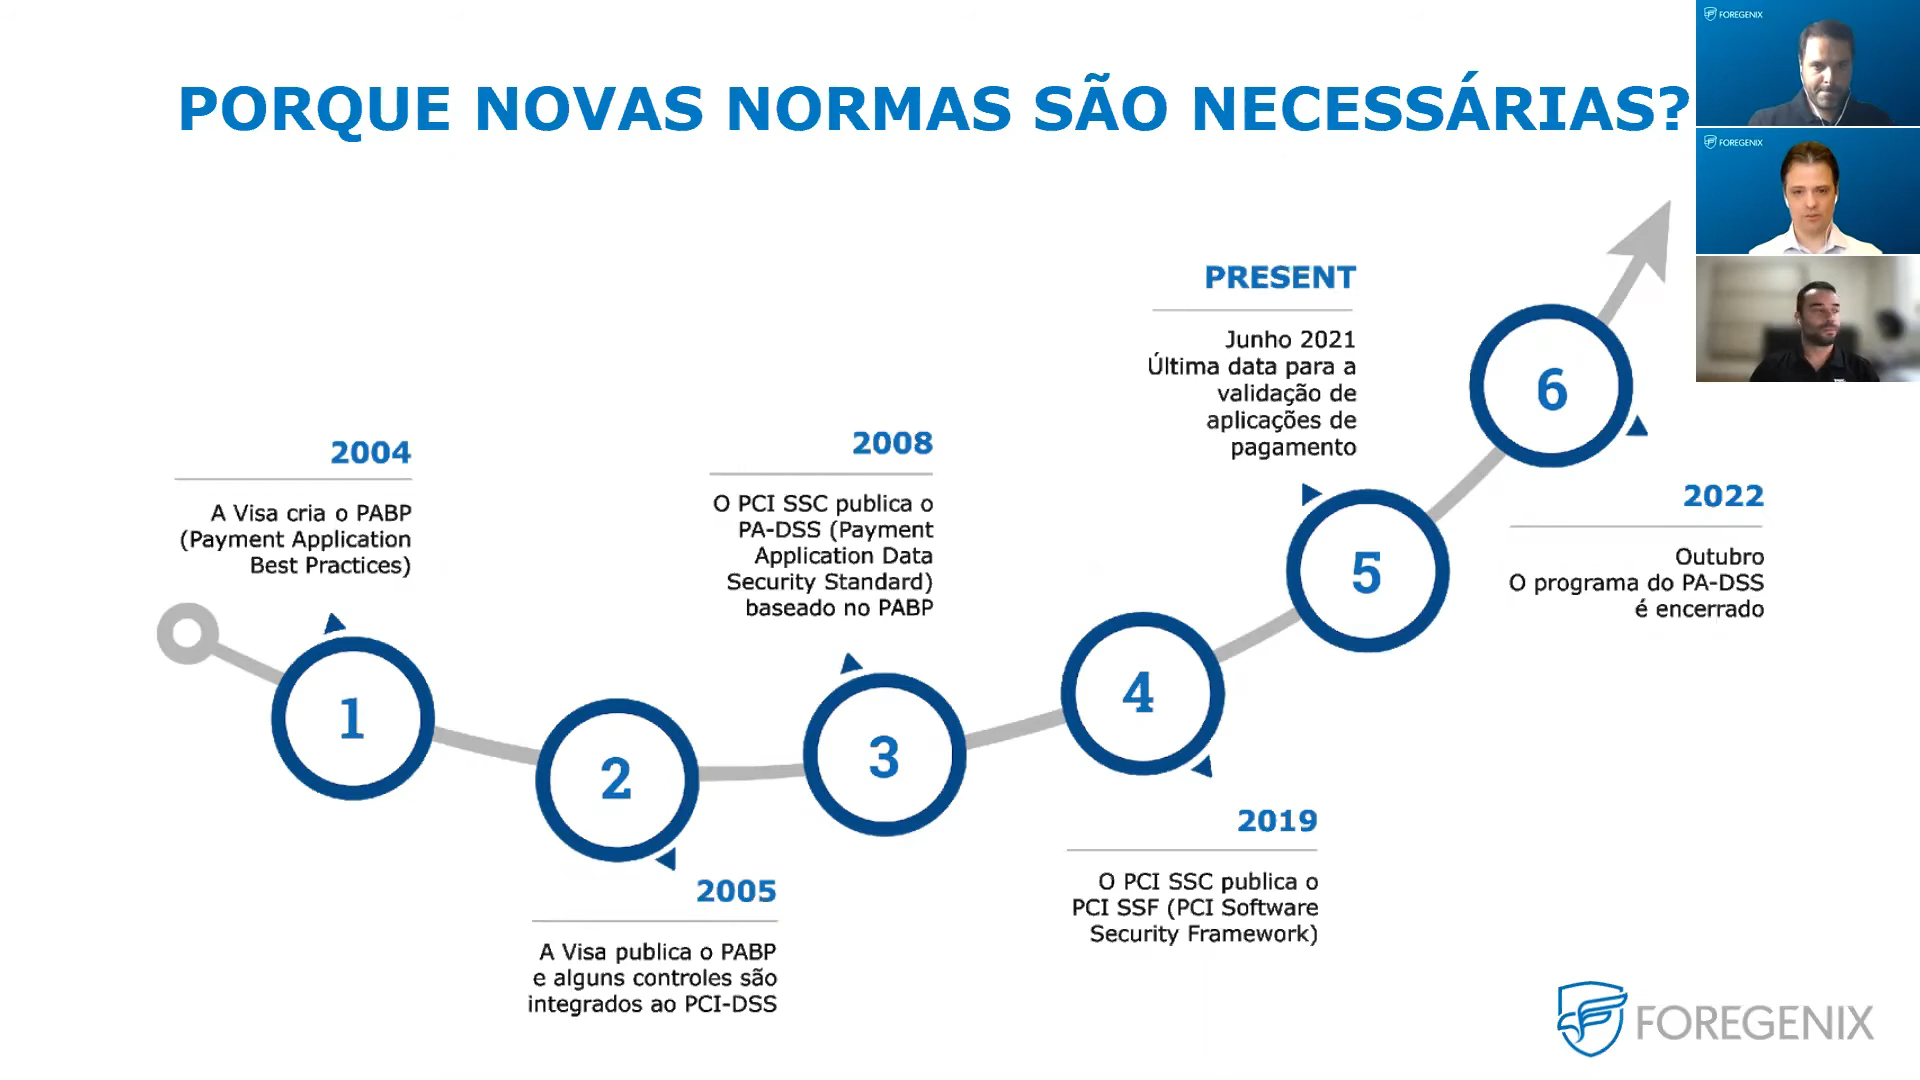 PORQUE NOVAS NORMAS SÃO NECESSÁRIAS?
FOREGENIX
FOREGENIX
2004
A Visa cria o PABP
(Payment Application
Best Practices)
1
2
2005
A Visa publica o PABP
e alguns controles são
integrados ao PCI-DSS
2008
O PCI SSC publica o
PA-DSS (Payment
Application Data
Security Standard)
baseado no PABP
3
4
2019
O PCI SSC publica o
PCI SSF (PCI Software
Security Framework)
PRESENT
Junho 2021
Última data para a
validação de
aplicações de
pagamento
5
6
2022
Outubro
O programa do PA-DSS
é encerrado
FOREGENIX